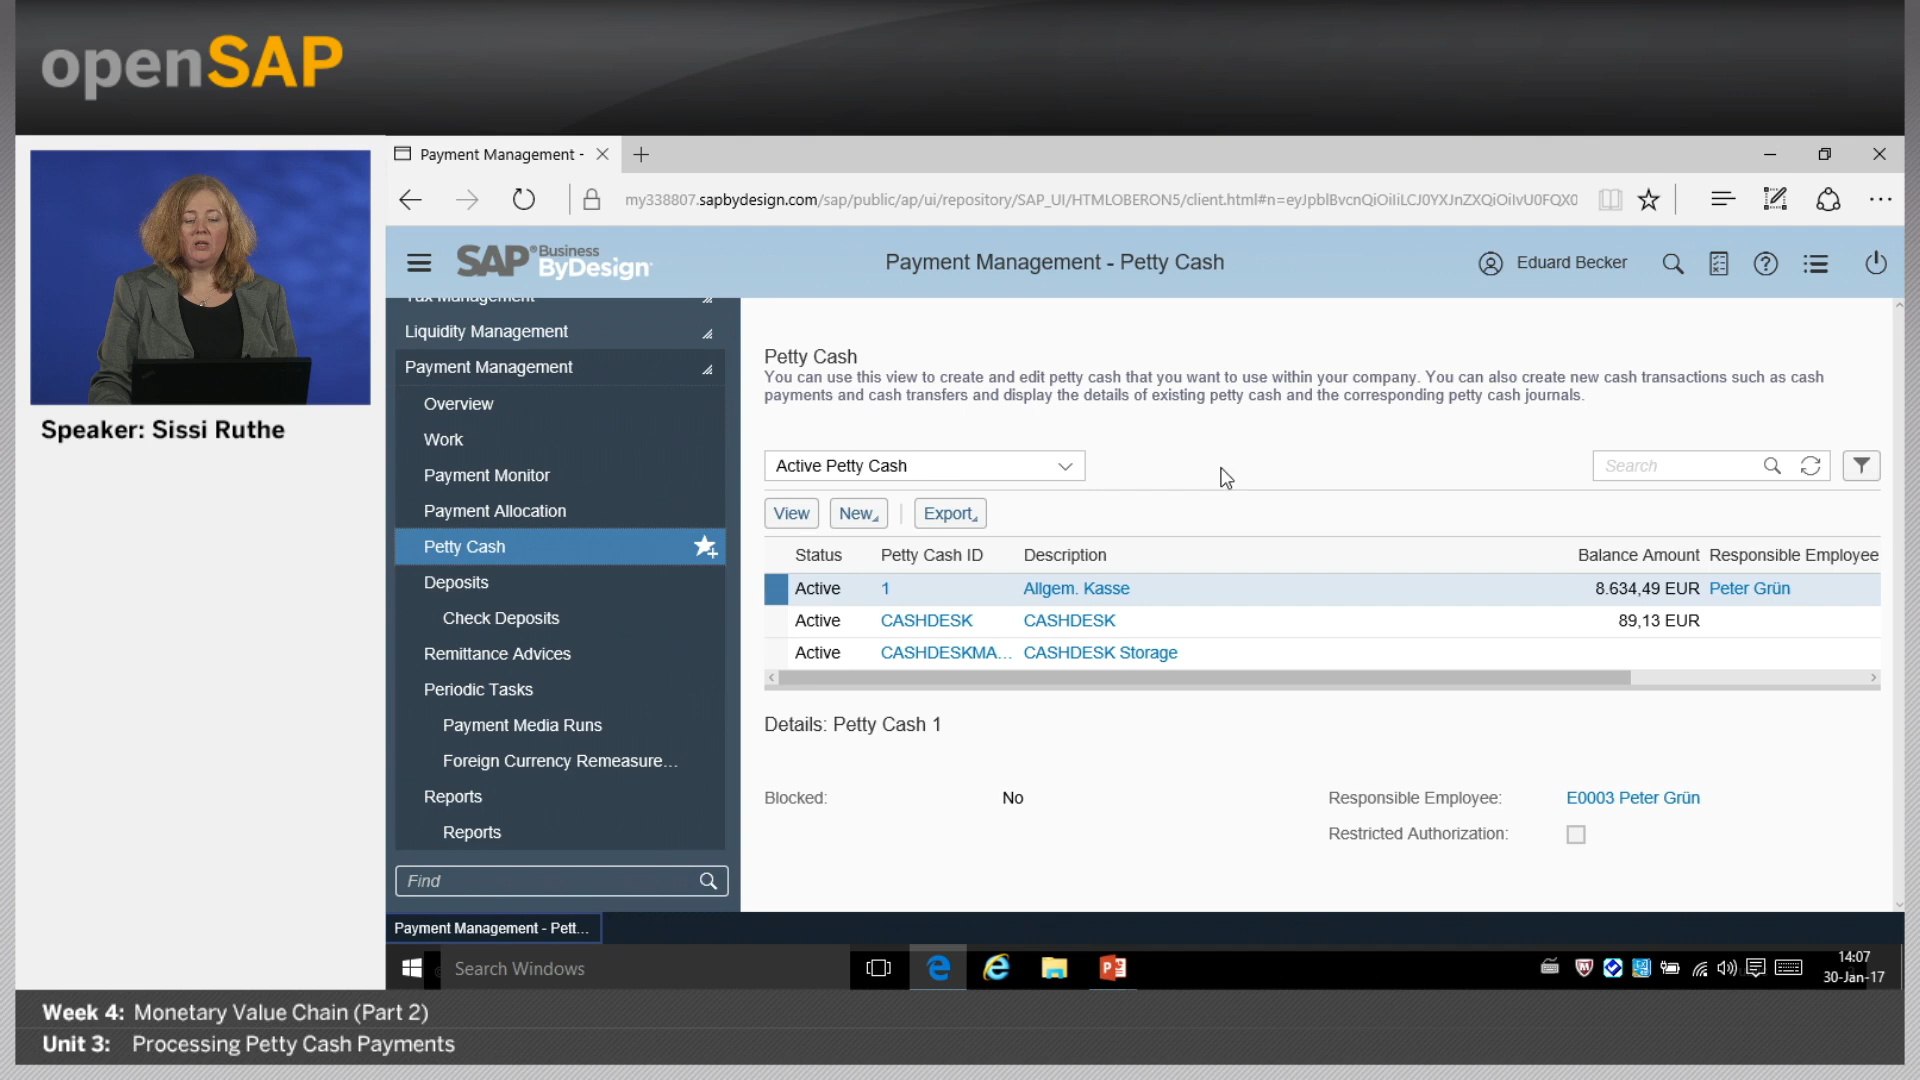 openSAP
Speaker: Sissi Ruthe
Payment Management -
my338807.sapbydesign.com/sap/public/ap/ui/repository/SAP_UI/HTMLOBERON5/client.html#n=
SAP® Business ByDesign
Payment Management - Petty Cash
Eduard Becker
Tax Management
Liquidity Management
Payment Management
Overview
Work
Payment Monitor
Payment Allocation
Petty Cash
Deposits
Check Deposits
Remittance Advices
Periodic Tasks
Payment Media Runs
Foreign Currency Remeasure...
Reports
Reports
Find
Petty Cash
You can use this view to create and edit petty cash that you want to use within your company. You can also create new cash transactions such as cash
payments and cash transfers and display the details of existing petty cash and the corresponding petty cash journals.
Active Petty Cash
Search
View New Export
Status Petty Cash ID Description Balance Amount Responsible Employee
Active 1 Allgem. Kasse 8.634,49 EUR Peter Grün
Active CASHDESK CASHDESK 89,13 EUR
Active CASHDESKMA... CASHDESK Storage
Details: Petty Cash 1
Blocked: No Responsible Employee: E0003 Peter Grün
Restricted Authorization:
Payment Management - Pett...
Search Windows
14:07
30-Jan-17
Week 4: Monetary Value Chain (Part 2)
Unit 3: Processing Petty Cash Payments